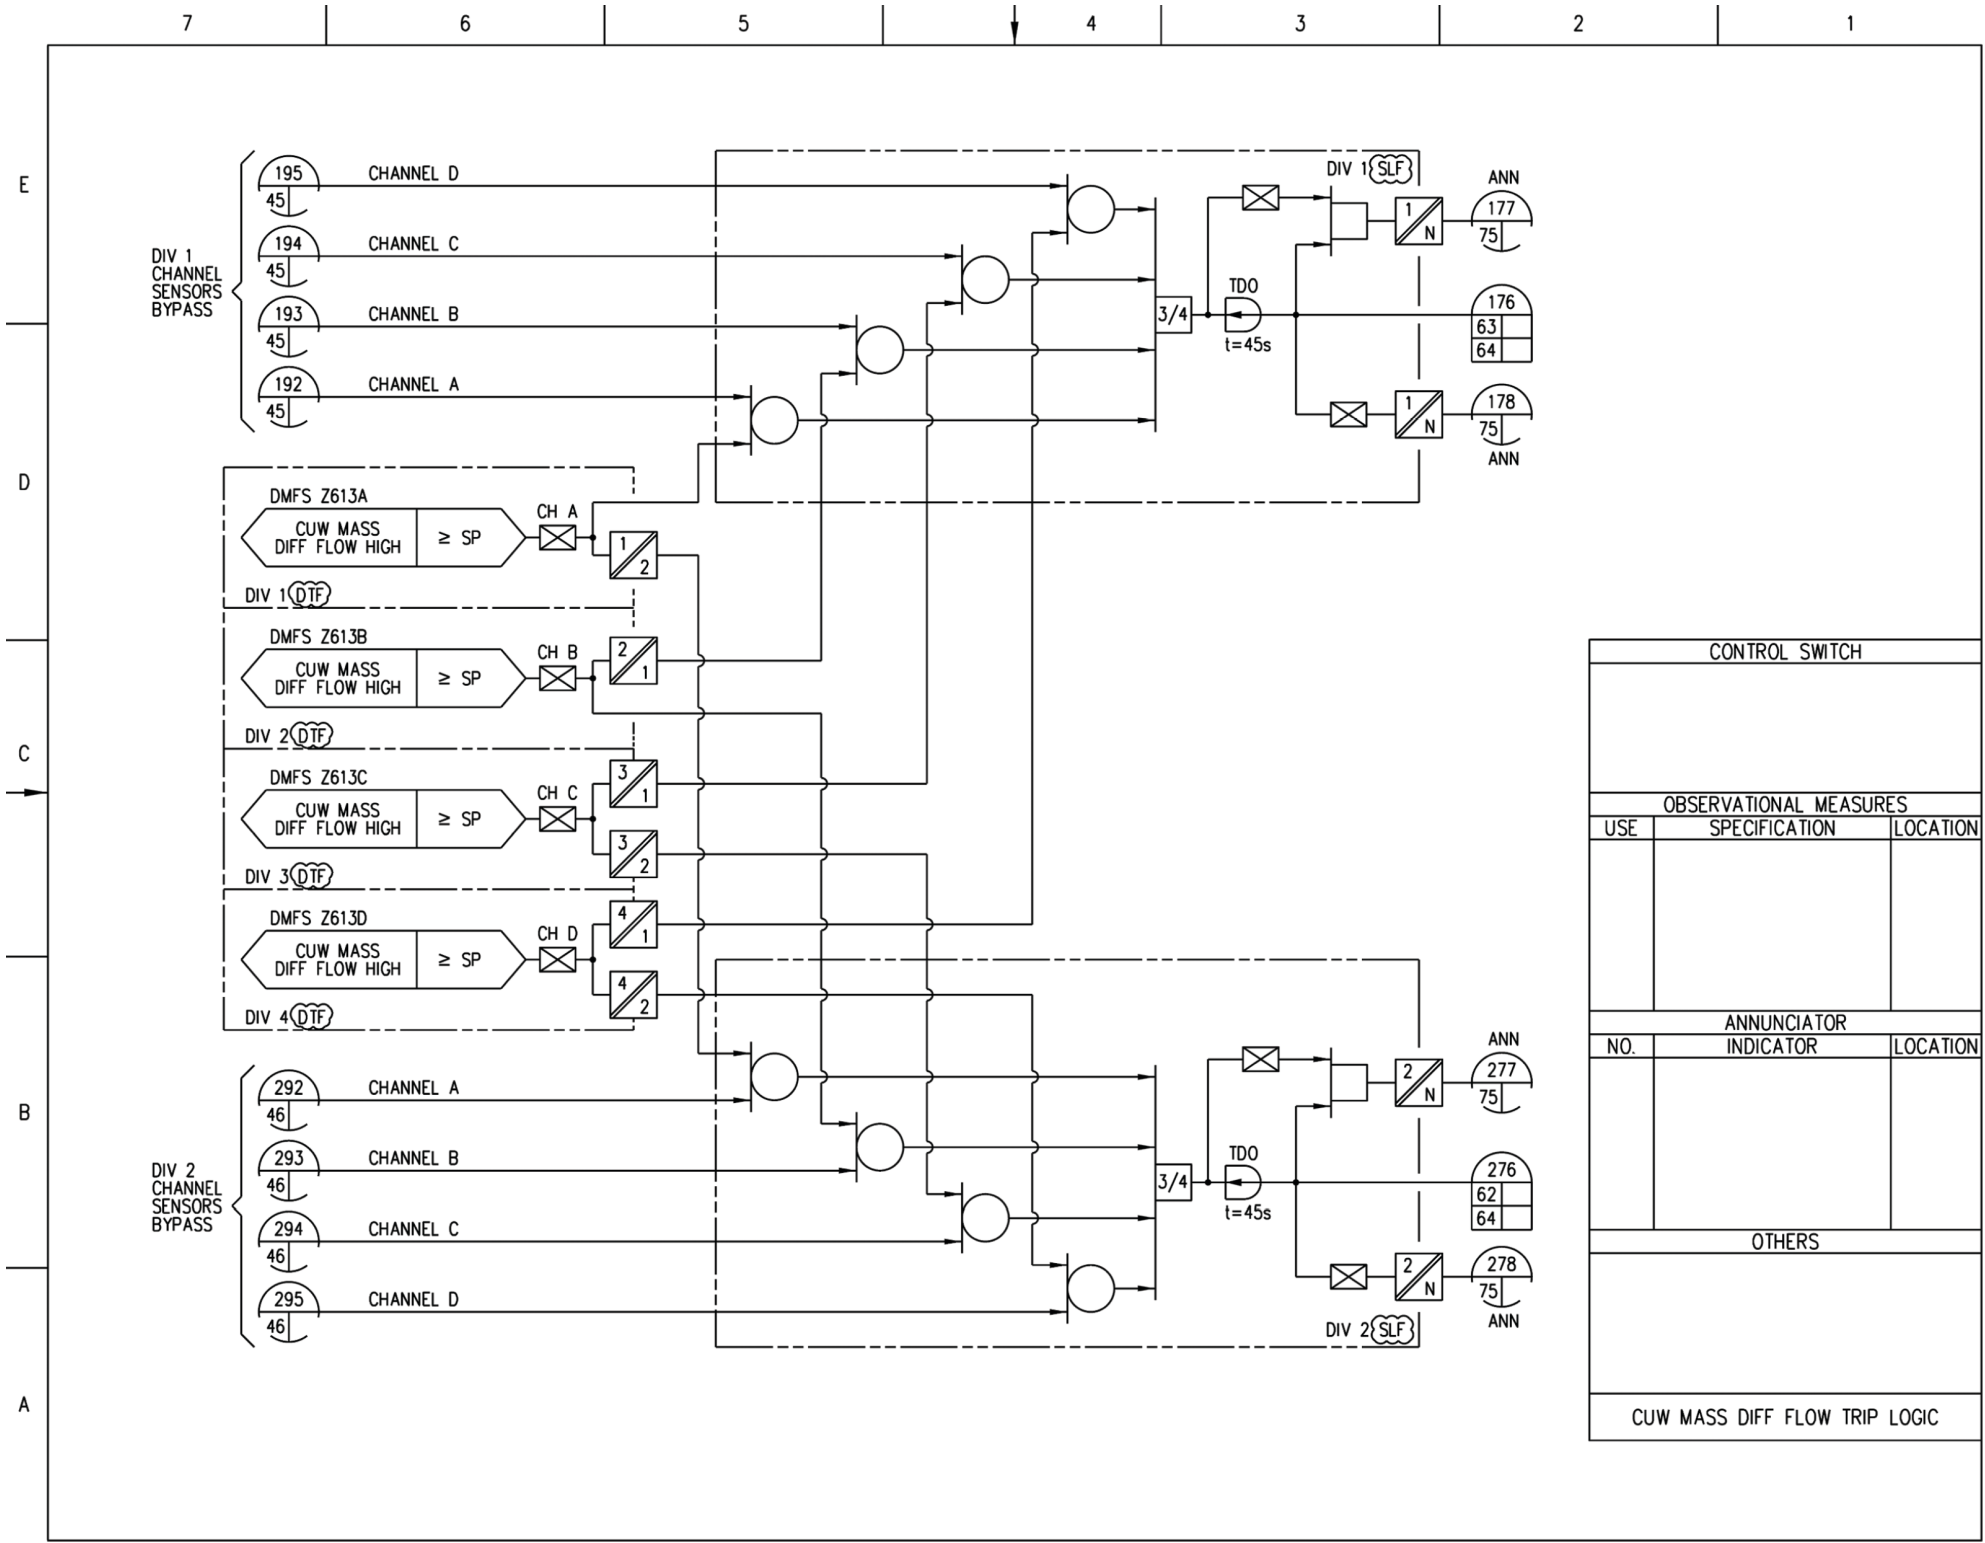 7 6 5 4 3 2 1
E
D
C
B
A
DIV 1
CHANNEL
SENSORS
BYPASS
195
45
CHANNEL D
194
45
CHANNEL C
193
45
CHANNEL B
192
45
CHANNEL A
DIV 1 SLF
3/4
TDO
t=45s
1
N
ANN
177
75
176
63
64
1
N
178
75
ANN
DMFS Z613A
CUW MASS
DIFF FLOW HIGH
≥ SP
CH A
1
2
DIV 1 DTF
DMFS Z613B
CUW MASS
DIFF FLOW HIGH
≥ SP
CH B
2
1
DIV 2 DTF
DMFS Z613C
CUW MASS
DIFF FLOW HIGH
≥ SP
CH C
3
1
3
2
DIV 3 DTF
DMFS Z613D
CUW MASS
DIFF FLOW HIGH
≥ SP
CH D
4
1
4
2
DIV 4 DTF
DIV 2
CHANNEL
SENSORS
BYPASS
292
46
CHANNEL A
293
46
CHANNEL B
294
46
CHANNEL C
295
46
CHANNEL D
3/4
TDO
t=45s
2
N
ANN
277
75
276
62
64
2
N
278
75
ANN
DIV 2 SLF
CONTROL SWITCH
OBSERVATIONAL MEASURES
USE SPECIFICATION LOCATION
ANNUNCIATOR
NO. INDICATOR LOCATION
OTHERS
CUW MASS DIFF FLOW TRIP LOGIC